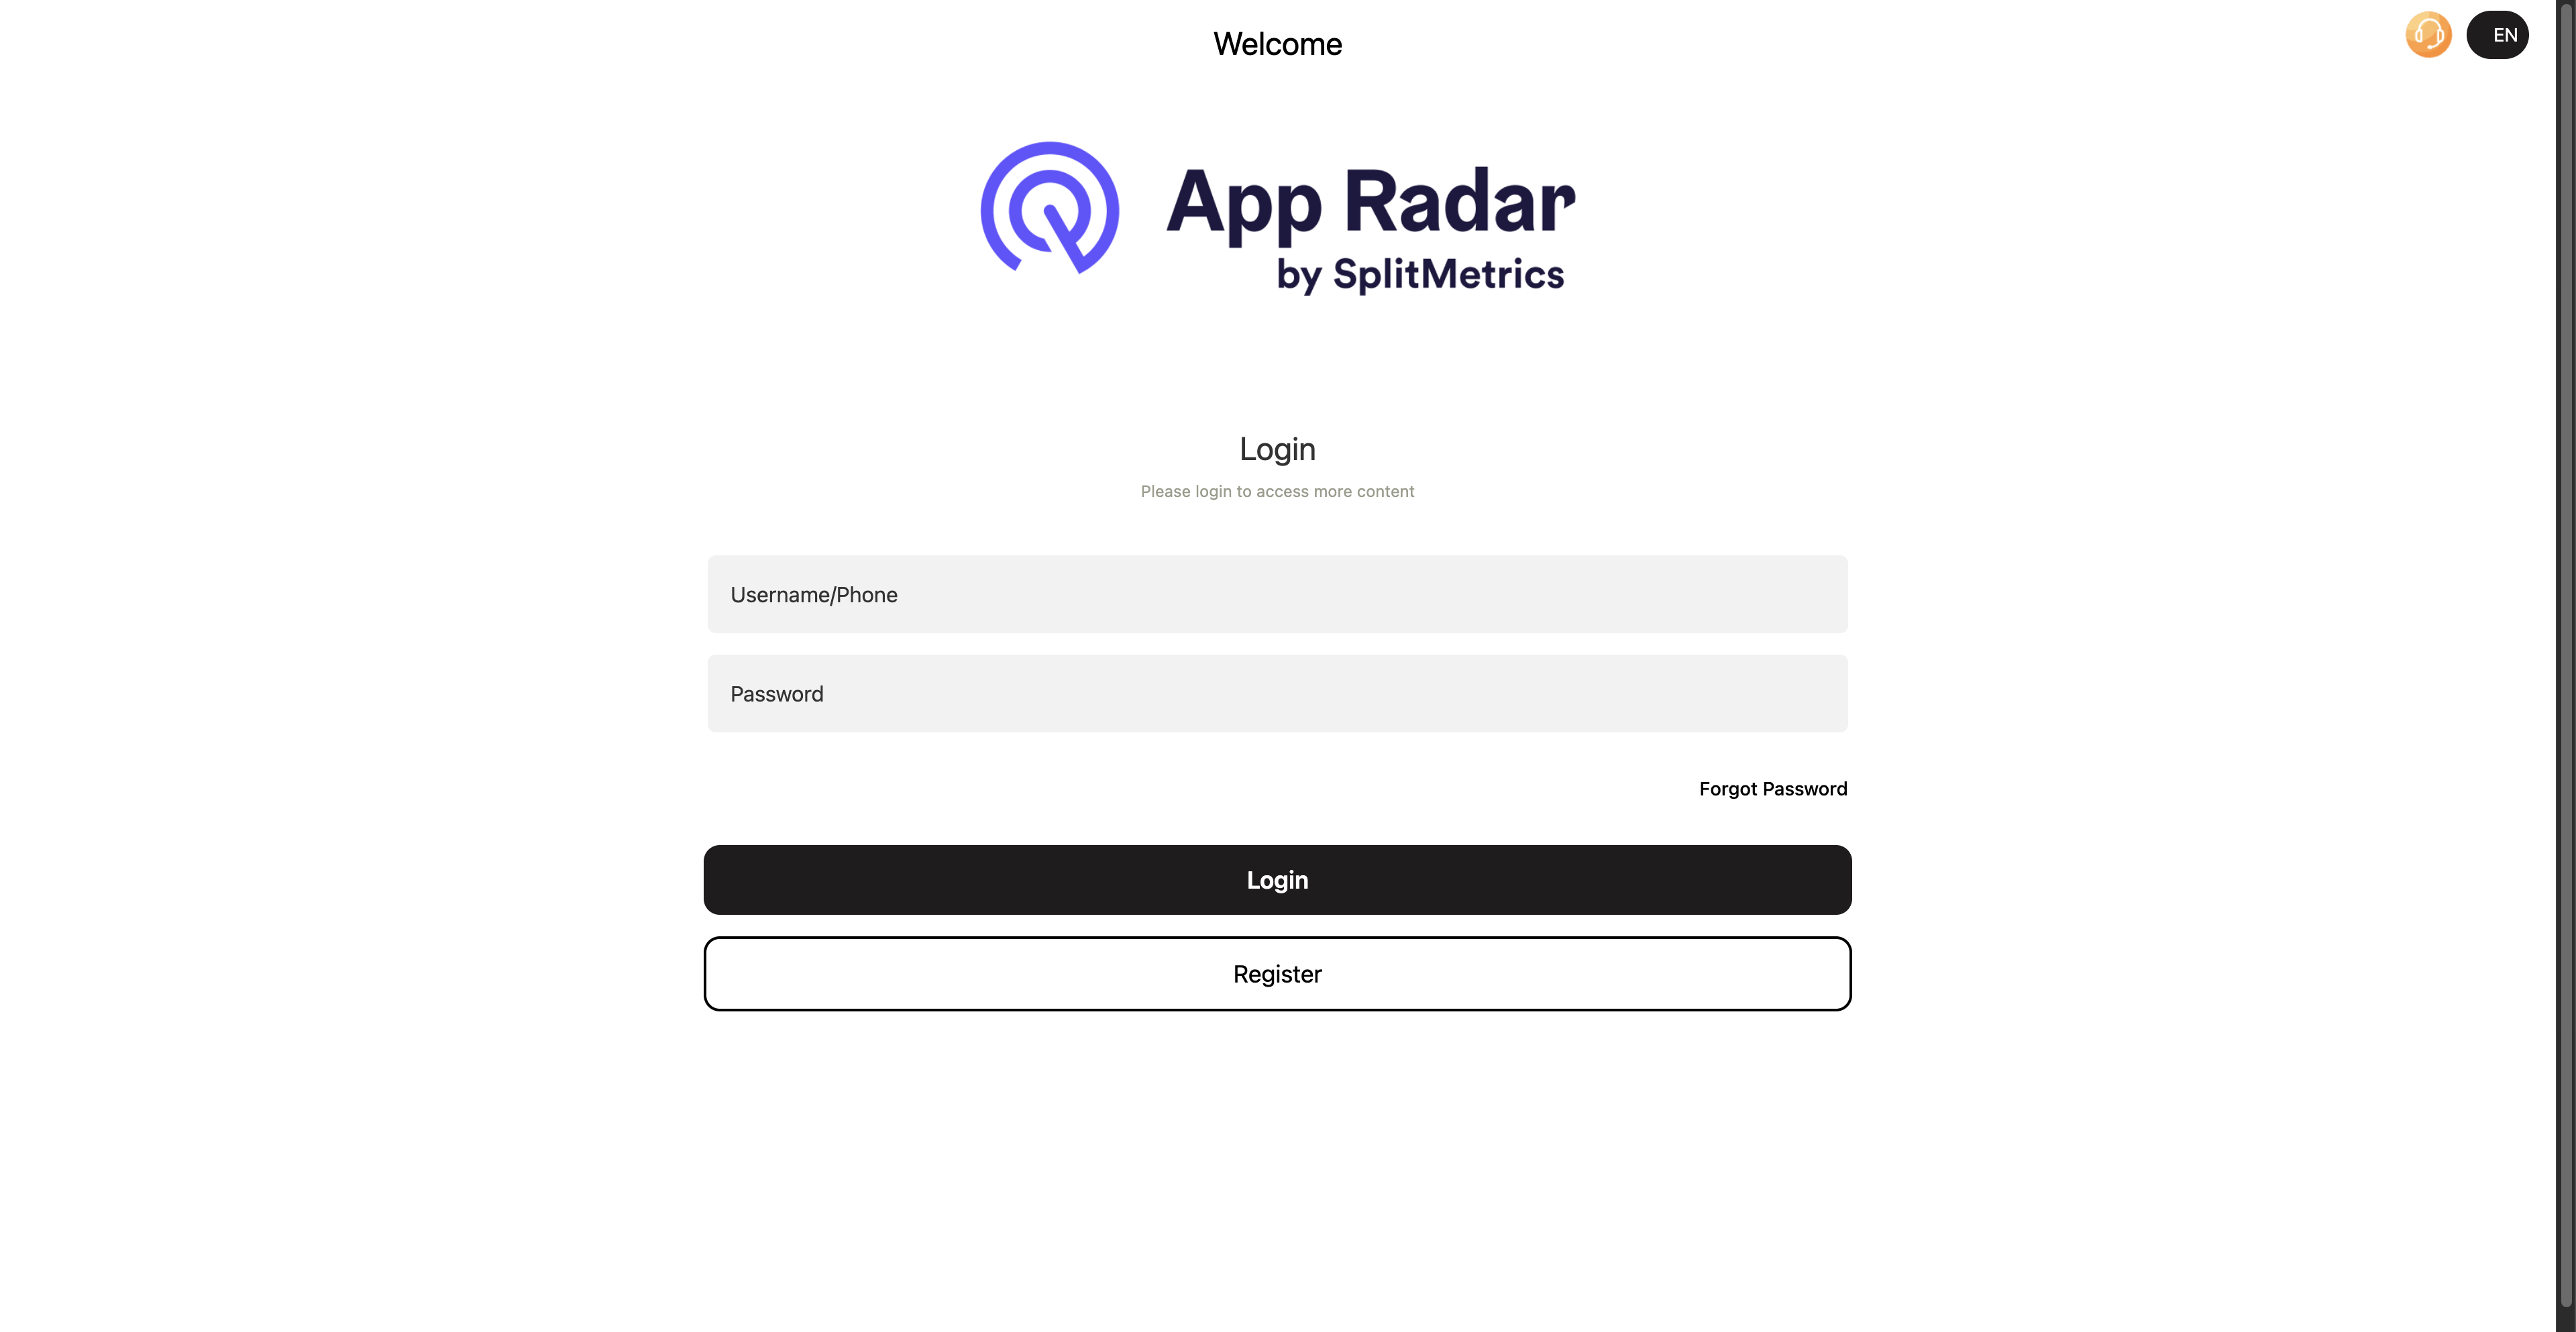 Welcome
EN
App Radar
by SplitMetrics
Login
Please login to access more content
Username/Phone
Password
Forgot Password
Login
Register